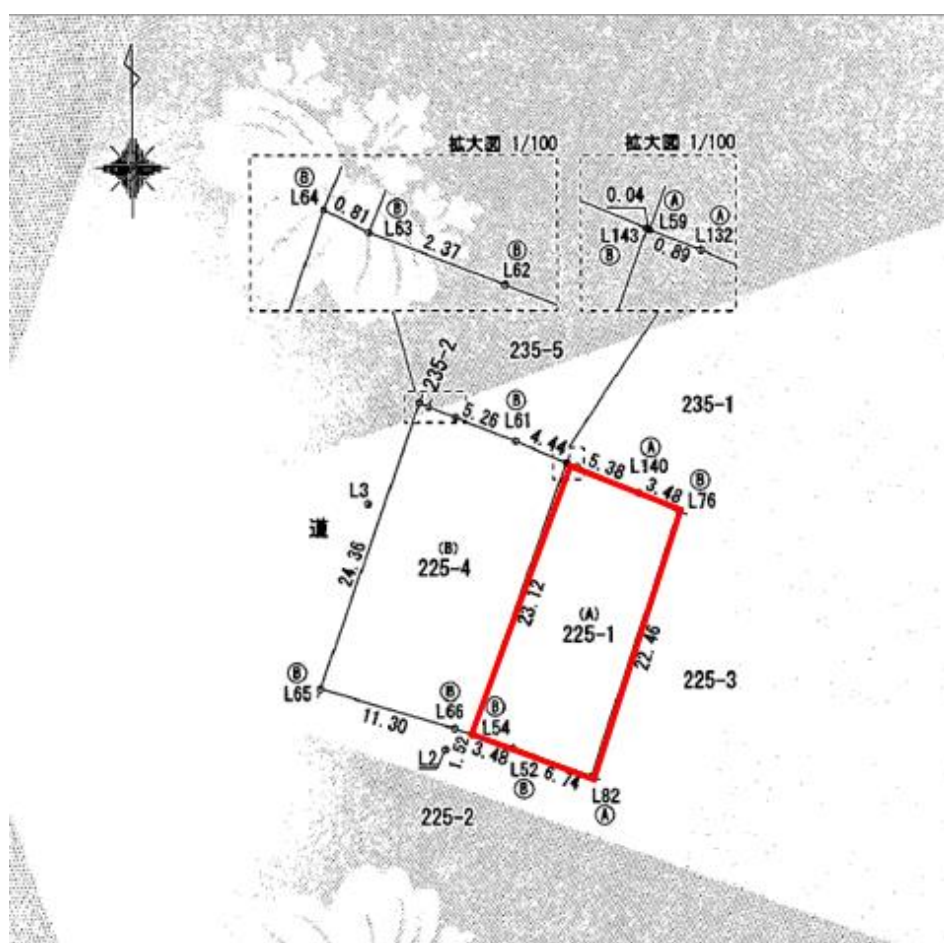 拡大図 1/100
Ⓑ
L64
0.81
Ⓑ
L63
2.37
Ⓑ
L62
拡大図 1/100
0.04
Ⓐ
L59
L143
Ⓑ
0.89
Ⓐ
L132
235-2
235-5
235-1
5.26
Ⓑ
L61
4.44
5.38
Ⓐ
L140
3.48
Ⓑ
L76
L3
道
24.36
(B)
225-4
23.12
(A)
225-1
22.46
225-3
Ⓑ
L65
11.30
Ⓑ
L66
Ⓑ
L54
L2
1.52
3.48
L52
Ⓑ
6.74
L82
Ⓐ
225-2